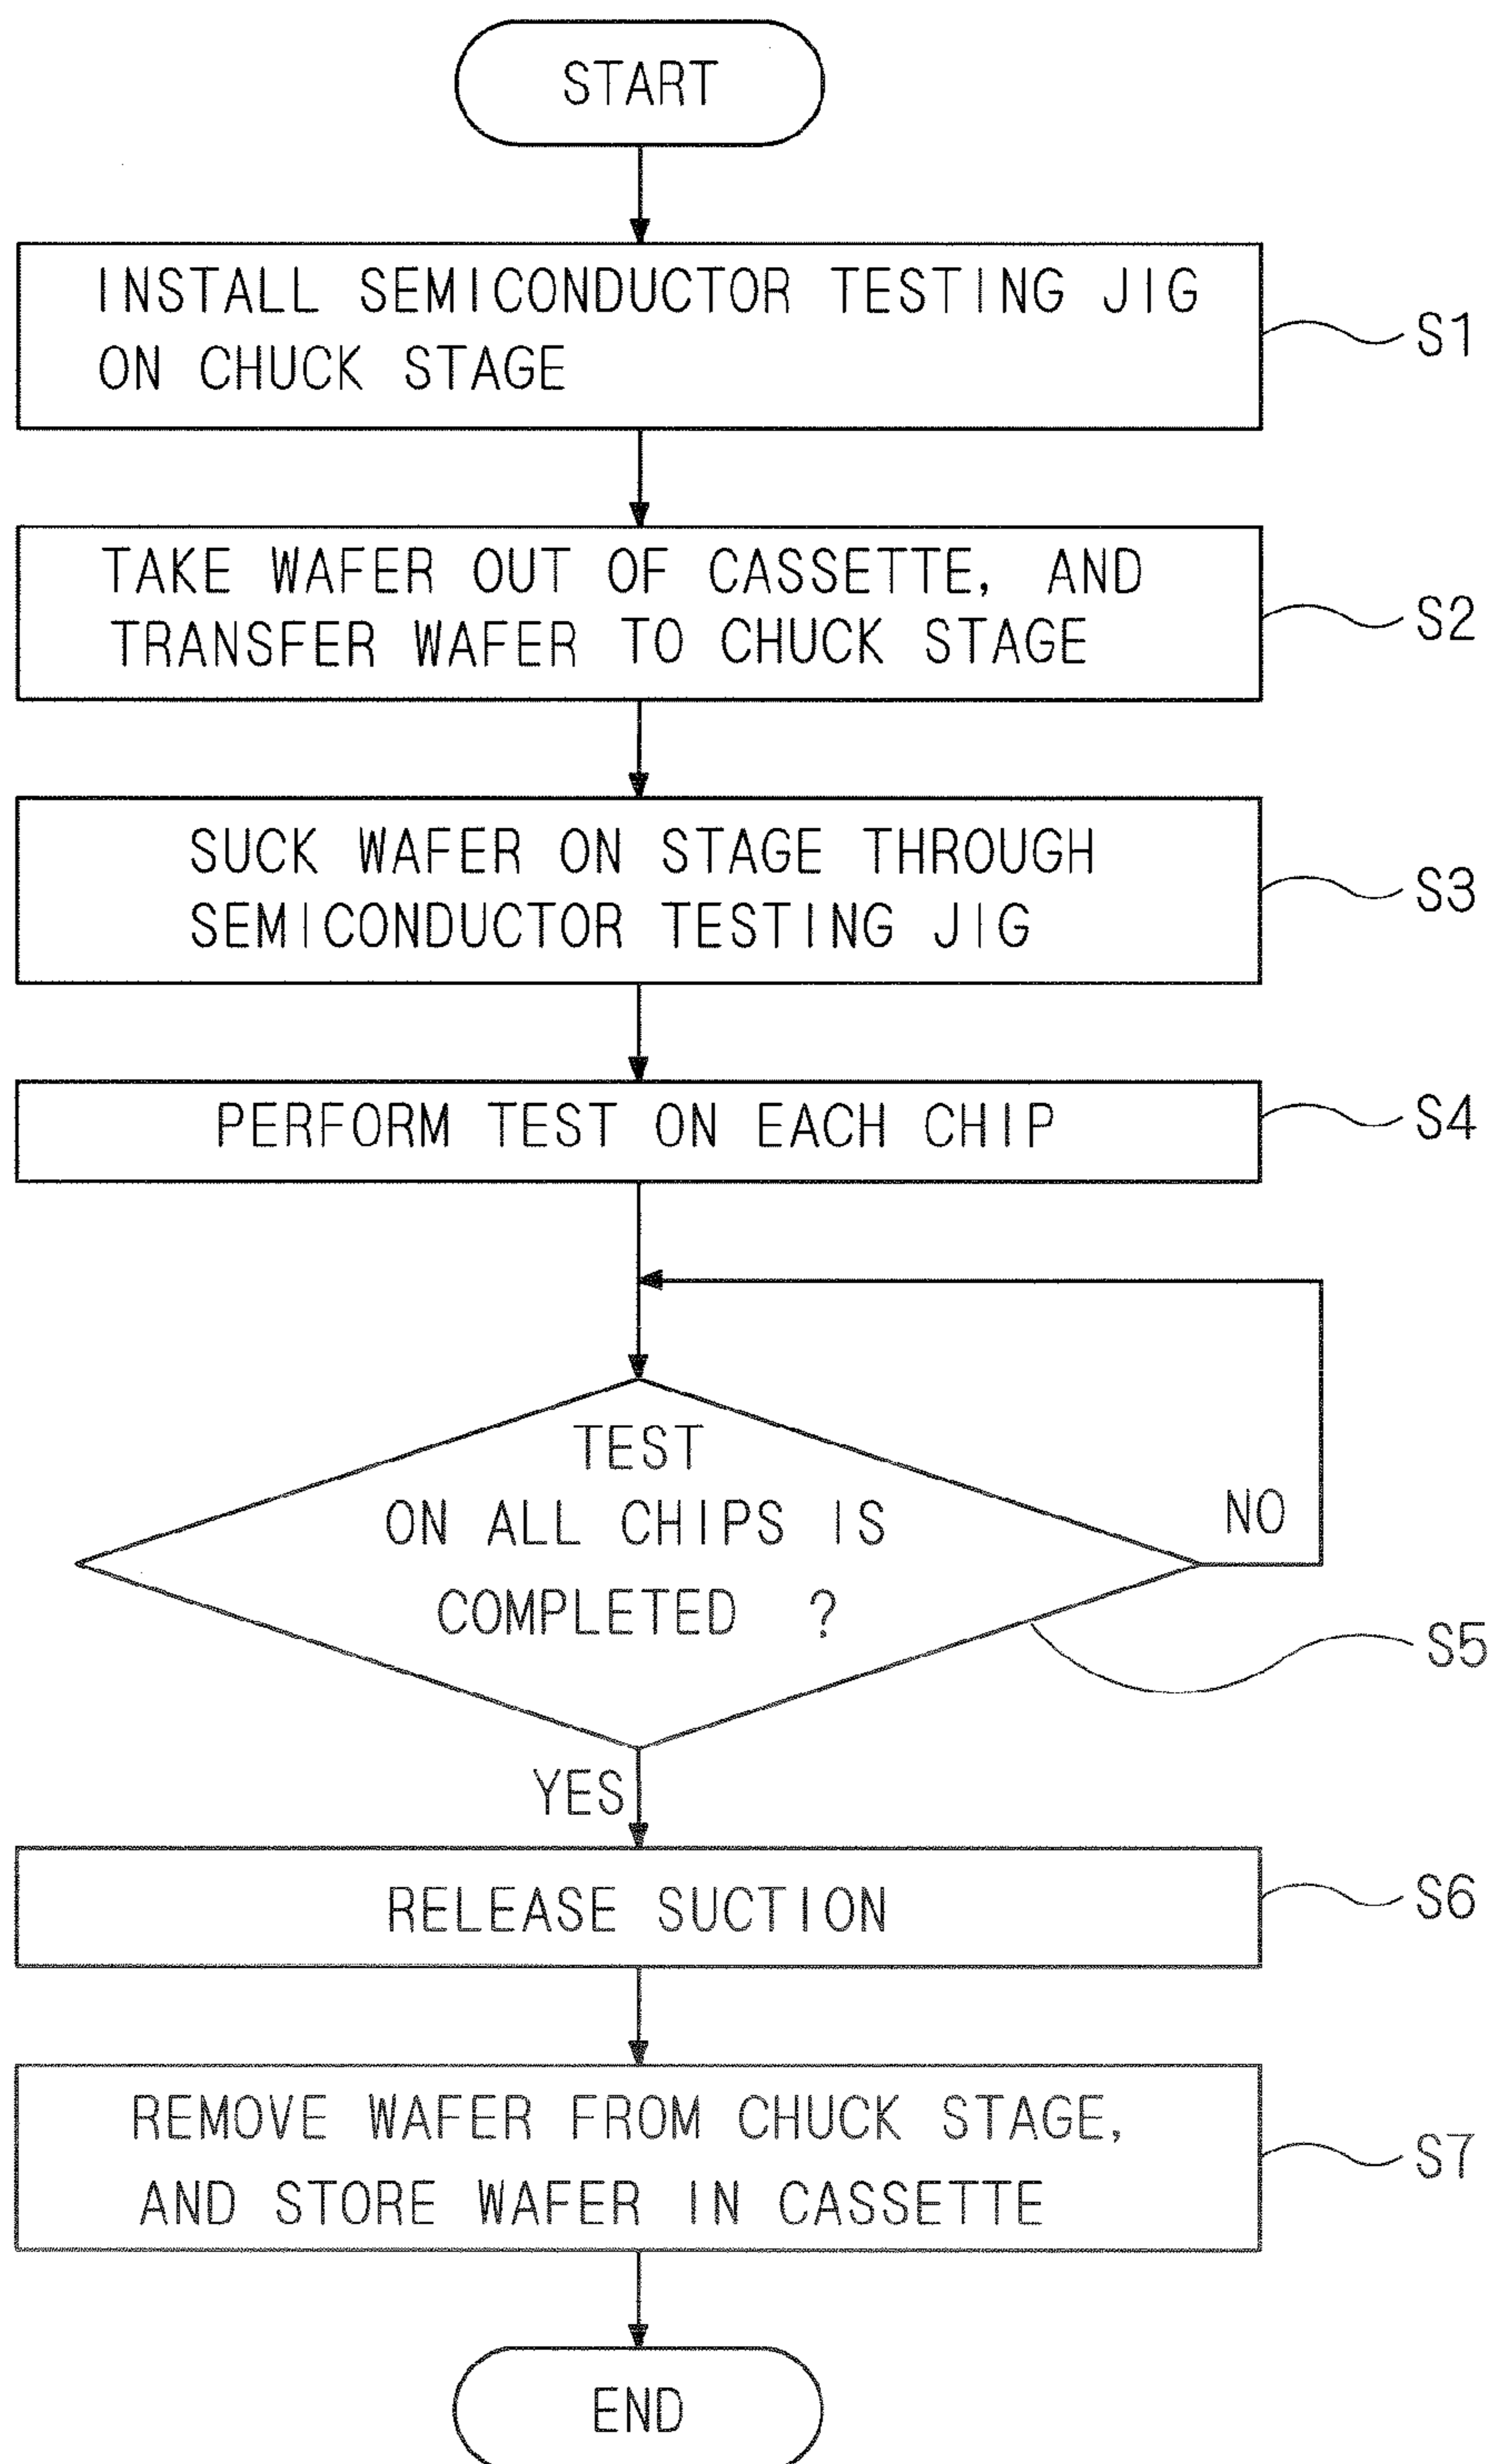 START
INSTALL SEMICONDUCTOR TESTING JIG
ON CHUCK STAGE
S1
TAKE WAFER OUT OF CASSETTE, AND
TRANSFER WAFER TO CHUCK STAGE
S2
SUCK WAFER ON STAGE THROUGH
SEMICONDUCTOR TESTING JIG
S3
PERFORM TEST ON EACH CHIP
S4
TEST
ON ALL CHIPS IS
COMPLETED ?
NO
S5
YES
RELEASE SUCTION
S6
REMOVE WAFER FROM CHUCK STAGE,
AND STORE WAFER IN CASSETTE
S7
END